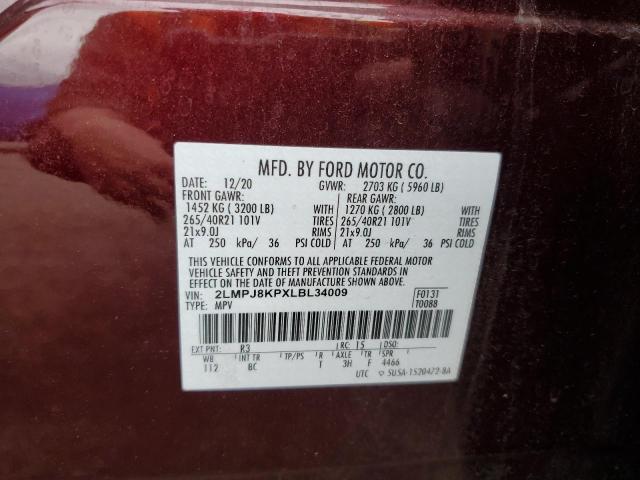 MFD. BY FORD MOTOR CO.
DATE: 12/20 GVWR: 2703 KG ( 5960 LB)
FRONT GAWR: REAR GAWR:
1452 KG ( 3200 LB) WITH 1270 KG ( 2800 LB) WITH
265/40R21 101V TIRES 265/40R21 101V TIRES
21x9.0J RIMS 21x9.0J RIMS
AT 250 kPa/ 36 PSI COLD AT 250 kPa/ 36 PSI COLD
THIS VEHICLE CONFORMS TO ALL APPLICABLE FEDERAL MOTOR
VEHICLE SAFETY AND THEFT PREVENTION STANDARDS IN
EFFECT ON THE DATE OF MANUFACTURE SHOWN ABOVE.
VIN: 2LMPJ8KPXLBL34009 F0131
TYPE: MPV T0088
EXT PNT: R3 RC: 15 DSO:
WB INT TR TP/PS R AXLE TR SPR
112 BC T 3H F 4466
UTC 5U5A-1520472-BA